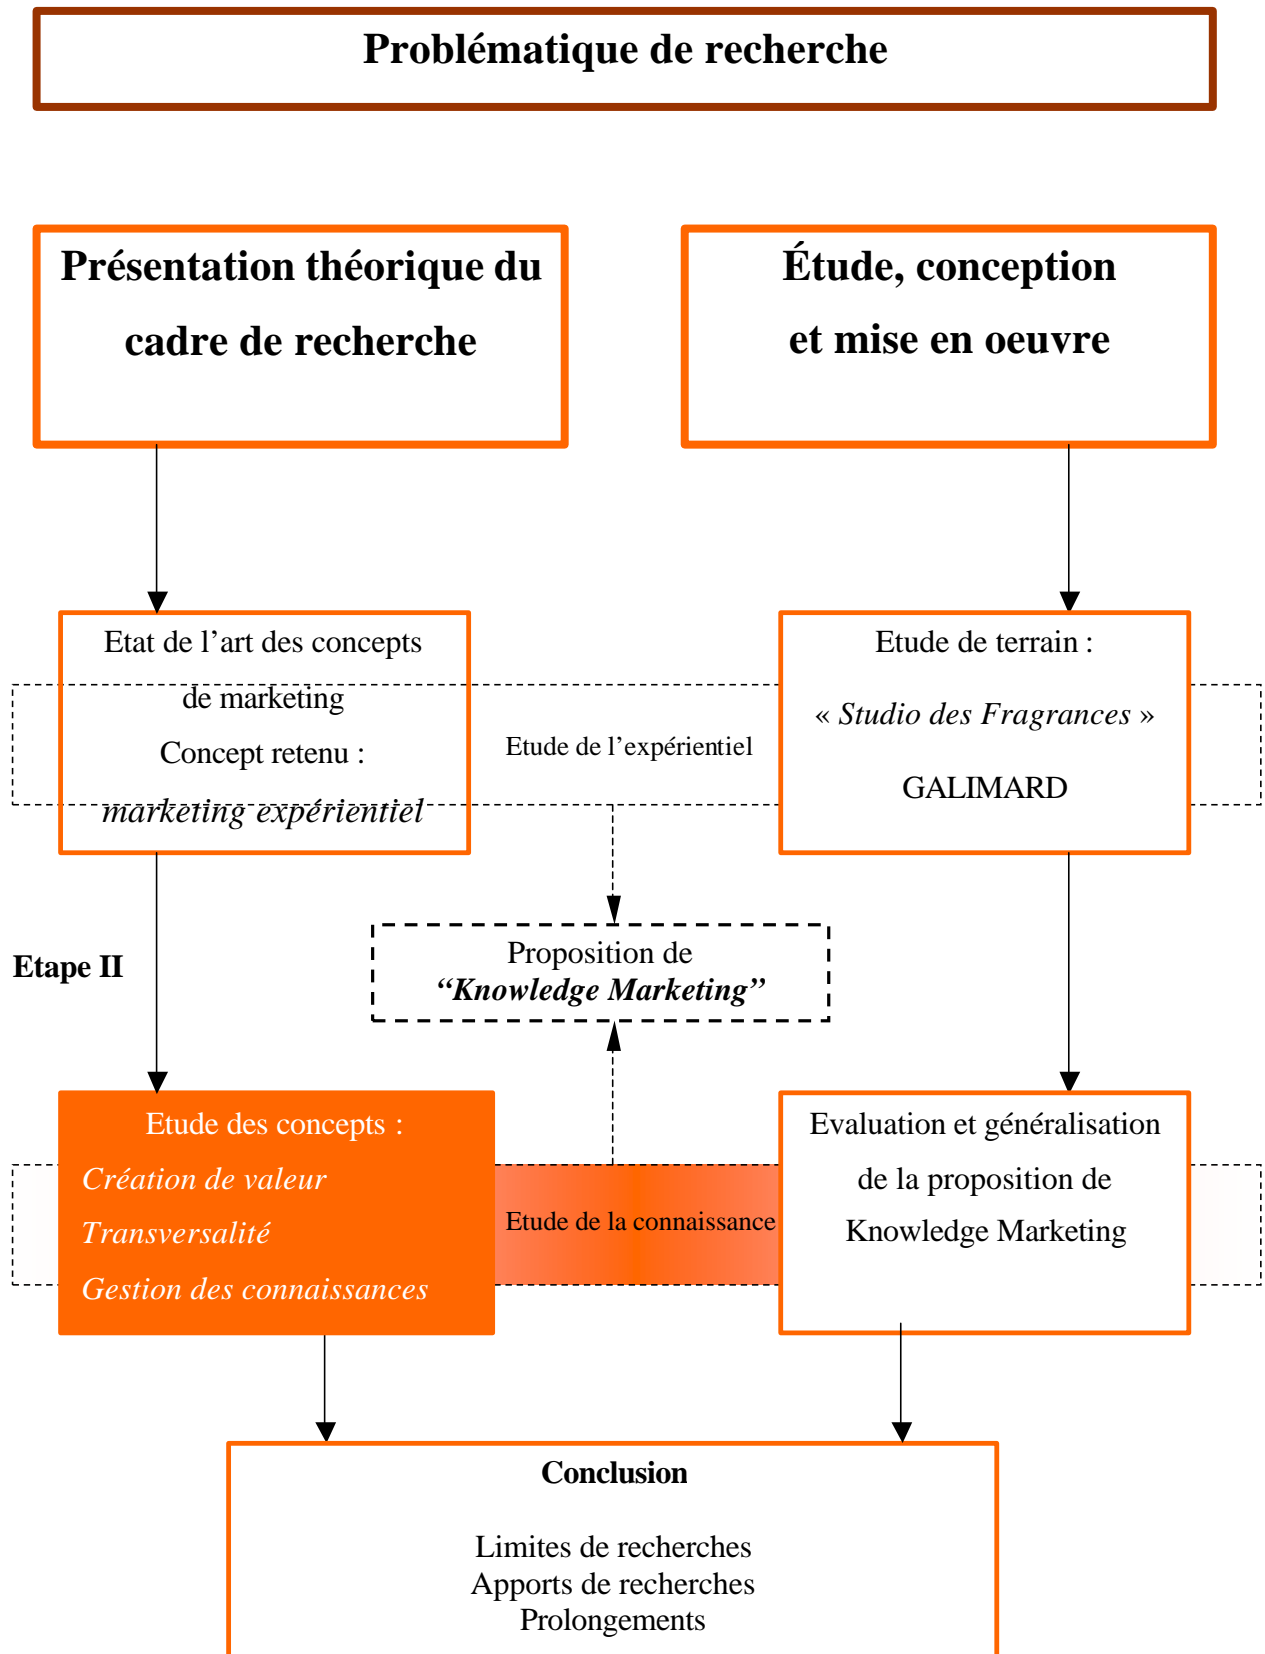 Problématique de recherche
Présentation théorique du
cadre de recherche
Étude, conception
et mise en oeuvre
Etat de l’art des concepts
de marketing
Concept retenu :
marketing expérientiel
Etude de l’expérientiel
Etude de terrain :
« Studio des Fragrances »
GALIMARD
Etape II
Proposition de
“Knowledge Marketing”
Etude des concepts :
Création de valeur
Transversalité
Gestion des connaissances
Etude de la connaissance
Evaluation et généralisation
de la proposition de
Knowledge Marketing
Conclusion
Limites de recherches
Apports de recherches
Prolongements